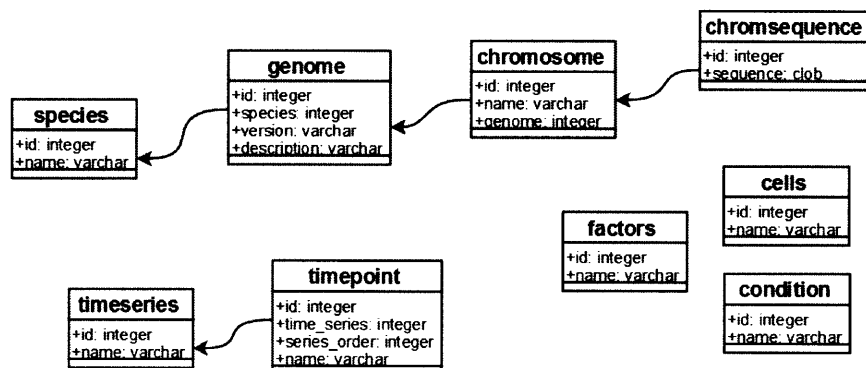 chromsequence
+id: integer
+sequence: clob
chromosome
+id: integer
+name: varchar
+genome: integer
genome
+id: integer
+species: integer
+version: varchar
+description: varchar
species
+id: integer
+name: varchar
cells
+id: integer
+name: varchar
factors
+id: integer
+name: varchar
timepoint
+id: integer
+time_series: integer
+series_order: integer
+name: varchar
timeseries
+id: integer
+name: varchar
condition
+id: integer
+name: varchar